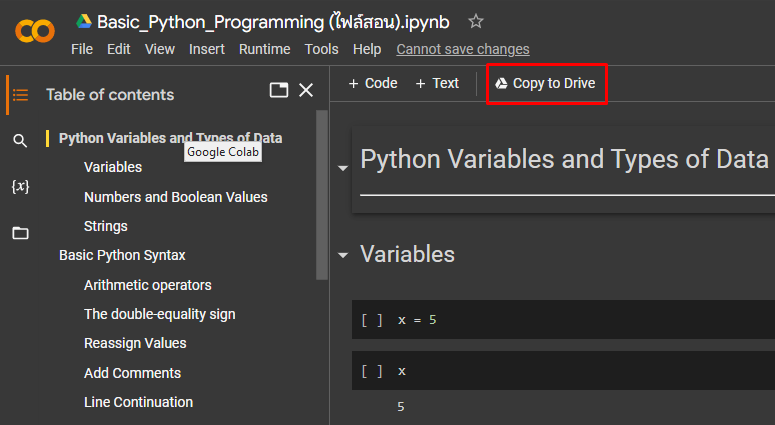 Basic_Python_Programming (ไฟล์สอน).ipynb
File Edit View Insert Runtime Tools Help Cannot save changes
Table of contents
+ Code + Text Copy to Drive
Python Variables and Types of Data
Google Colab
Variables
Numbers and Boolean Values
Strings
Basic Python Syntax
Arithmetic operators
The double-equality sign
Reassign Values
Add Comments
Line Continuation
{x}
Python Variables and Types of Data
Variables
[ ] x = 5
[ ] x
5